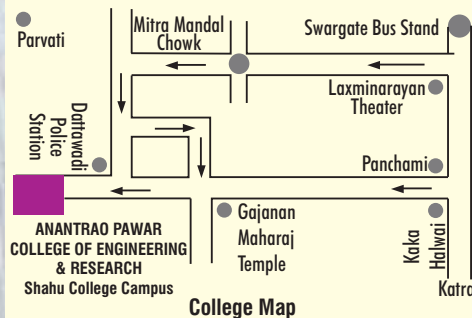 Parvati
Mitra Mandal
Chowk
Swargate Bus Stand
Laxminarayan
Theater
Dattawadi
Police
Station
Panchami
ANANTRAO PAWAR
COLLEGE OF ENGINEERING
& RESEARCH
Shahu College Campus
Gajanan
Maharaj
Temple
Kaka
Halwai
Katra
College Map